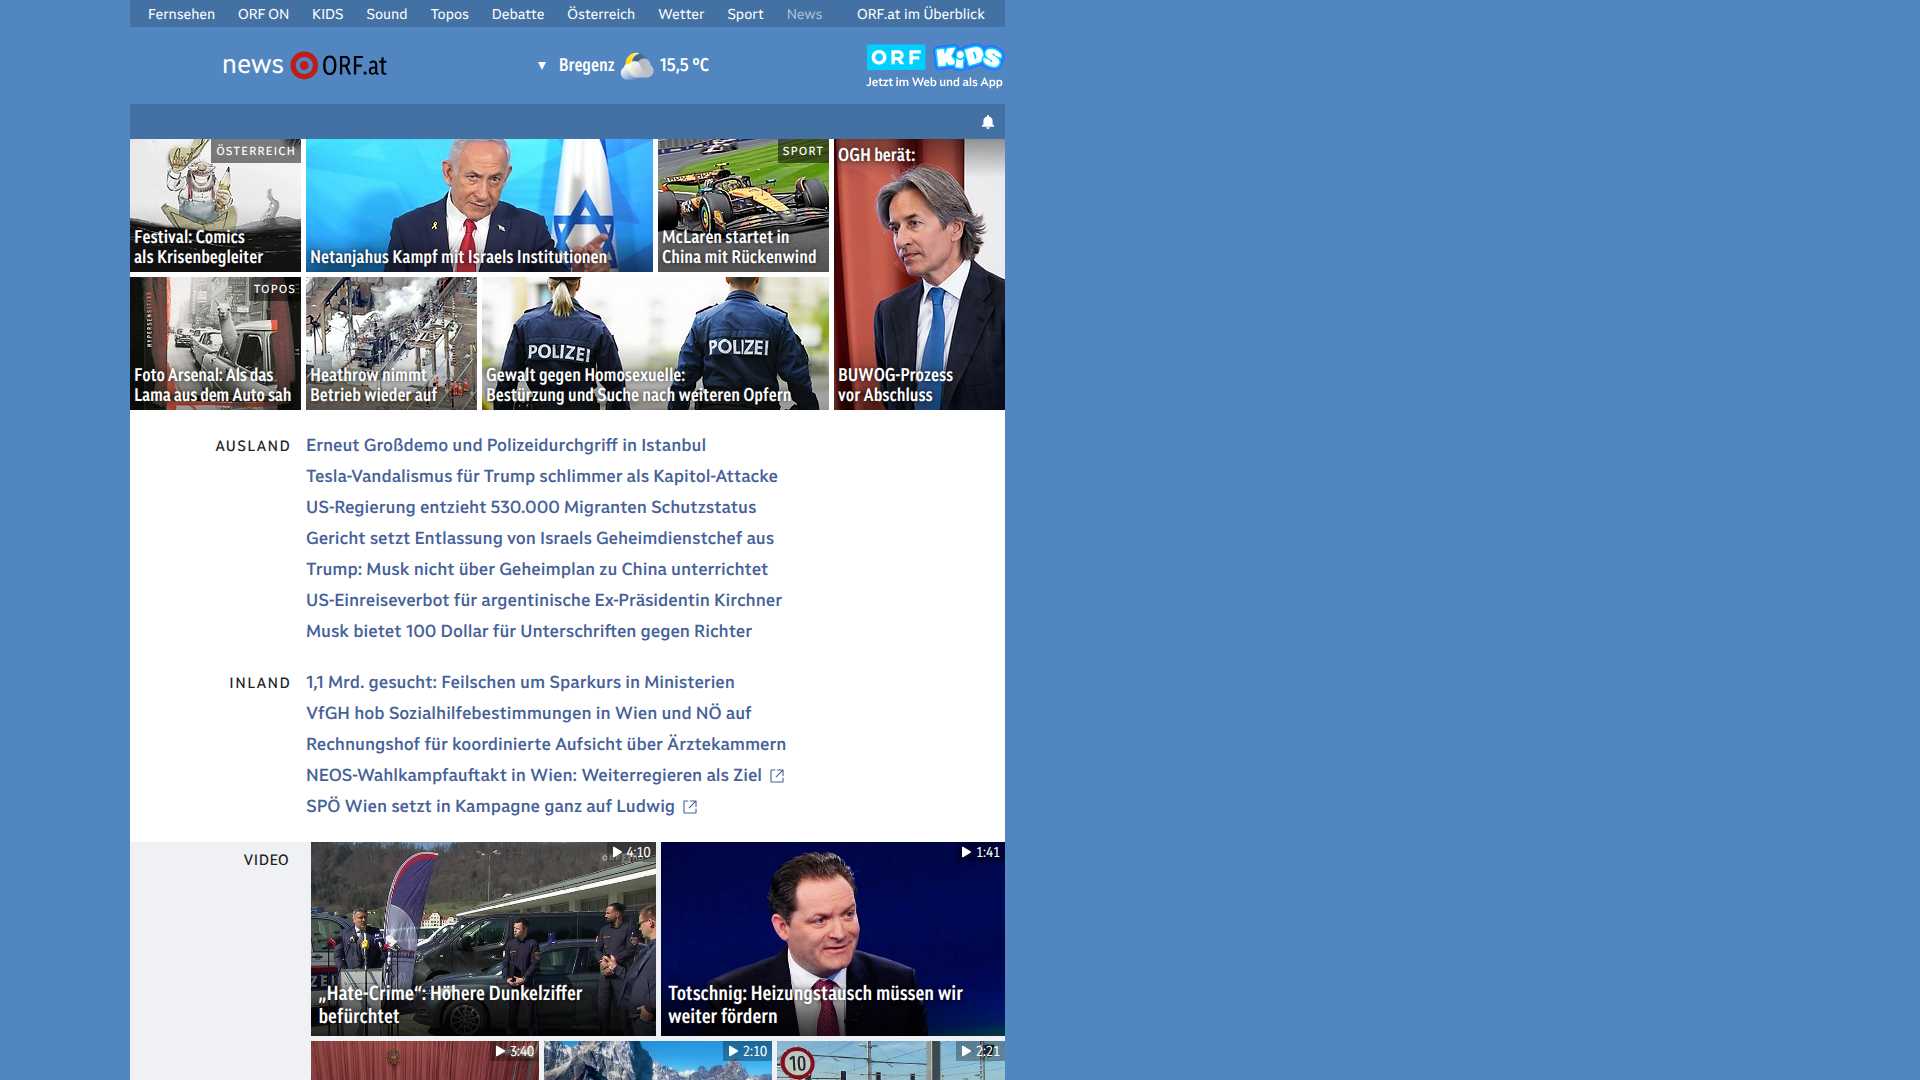 Fernsehen ORF ON KIDS Sound Topos Debatte Österreich Wetter Sport News ORF.at im Überblick
news ORF.at
Bregenz 15,5 °C
ORF KiDS
Jetzt im Web und als App
ÖSTERREICH
Festival: Comics
als Krisenbegleiter
Netanjahus Kampf mit Israels Institutionen
SPORT
McLaren startet in
China mit Rückenwind
OGH berät:
BUWOG-Prozess
vor Abschluss
TOPOS
HYPERSENSITIVE
Foto Arsenal: Als das
Lama aus dem Auto sah
Heathrow nimmt
Betrieb wieder auf
POLIZEI POLIZEI
Gewalt gegen Homosexuelle:
Bestürzung und Suche nach weiteren Opfern
AUSLAND
Erneut Großdemo und Polizeidurchgriff in Istanbul
Tesla-Vandalismus für Trump schlimmer als Kapitol-Attacke
US-Regierung entzieht 530.000 Migranten Schutzstatus
Gericht setzt Entlassung von Israels Geheimdienstchef aus
Trump: Musk nicht über Geheimplan zu China unterrichtet
US-Einreiseverbot für argentinische Ex-Präsidentin Kirchner
Musk bietet 100 Dollar für Unterschriften gegen Richter
INLAND
1,1 Mrd. gesucht: Feilschen um Sparkurs in Ministerien
VfGH hob Sozialhilfebestimmungen in Wien und NÖ auf
Rechnungshof für koordinierte Aufsicht über Ärztekammern
NEOS-Wahlkampfauftakt in Wien: Weiterregieren als Ziel
SPÖ Wien setzt in Kampagne ganz auf Ludwig
VIDEO
4:10
„Hate-Crime“: Höhere Dunkelziffer
befürchtet
1:41
Totschnig: Heizungstausch müssen wir
weiter fördern
3:40
2:10
10
2:21